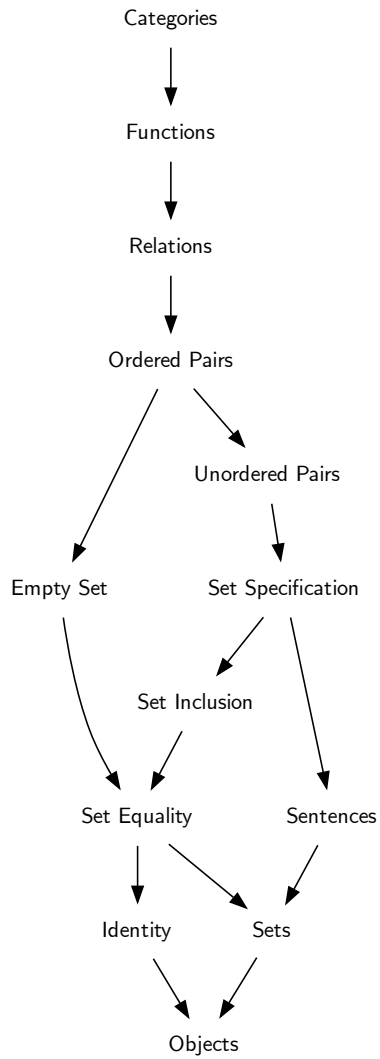 Categories
Functions
Relations
Ordered Pairs
Unordered Pairs
Empty Set
Set Specification
Set Inclusion
Set Equality
Sentences
Identity
Sets
Objects